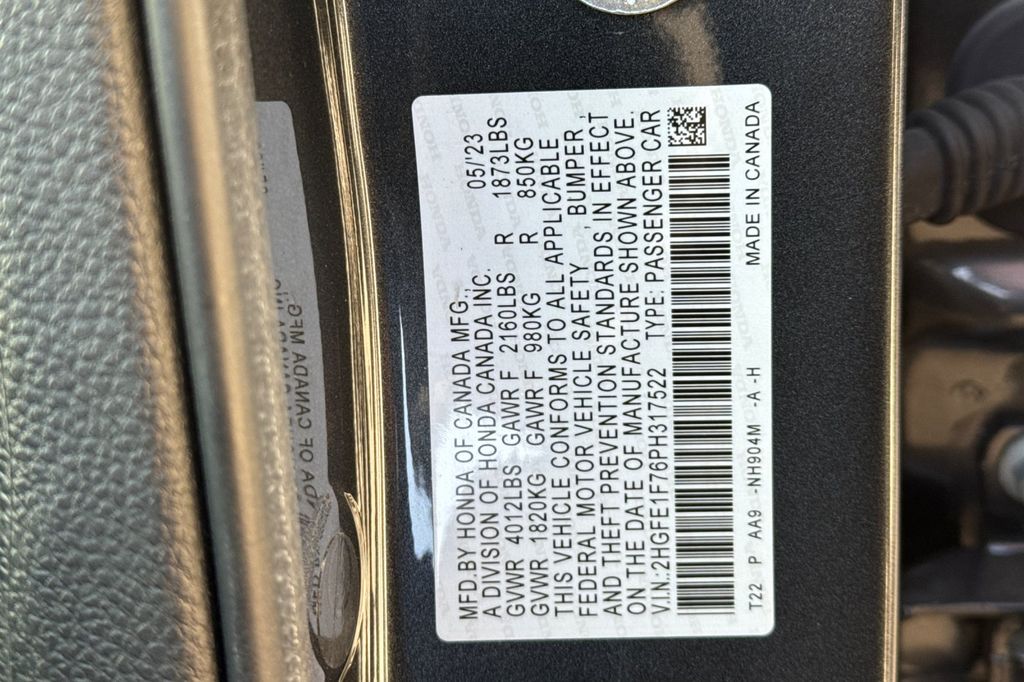 MFD.BY HONDA OF CANADA MFG., 05/'23
A DIVISION OF HONDA CANADA INC.
GVWR 4012LBS GAWR F 2160LBS R 1873LBS
GVWR 1820KG GAWR F 980KG R 850KG
THIS VEHICLE CONFORMS TO ALL APPLICABLE
FEDERAL MOTOR VEHICLE SAFETY, BUMPER,
AND THEFT PREVENTION STANDARDS IN EFFECT
ON THE DATE OF MANUFACTURE SHOWN ABOVE.
V.I.N.:2HGFE1F76PH317522 TYPE: PASSENGER CAR
T22 P AA9 -NH904M -A -H MADE IN CANADA